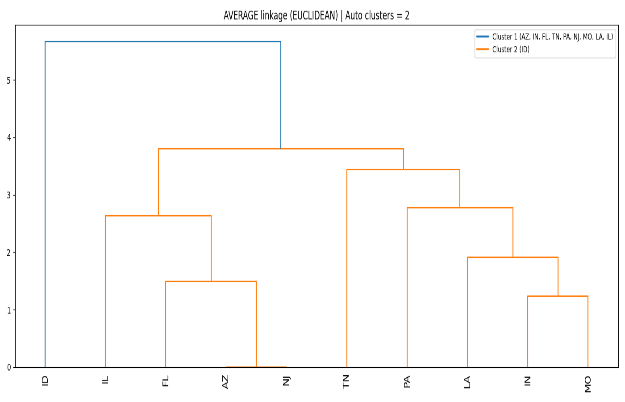 AVERAGE linkage (EUCLIDEAN) | Auto clusters = 2
Cluster 1 (AZ, IN, FL, TN, PA, NJ, MO, LA, IL)
Cluster 2 (ID)
5
4
3
2
1
0
ID
IL
FL
AZ
NJ
TN
PA
LA
IN
MO